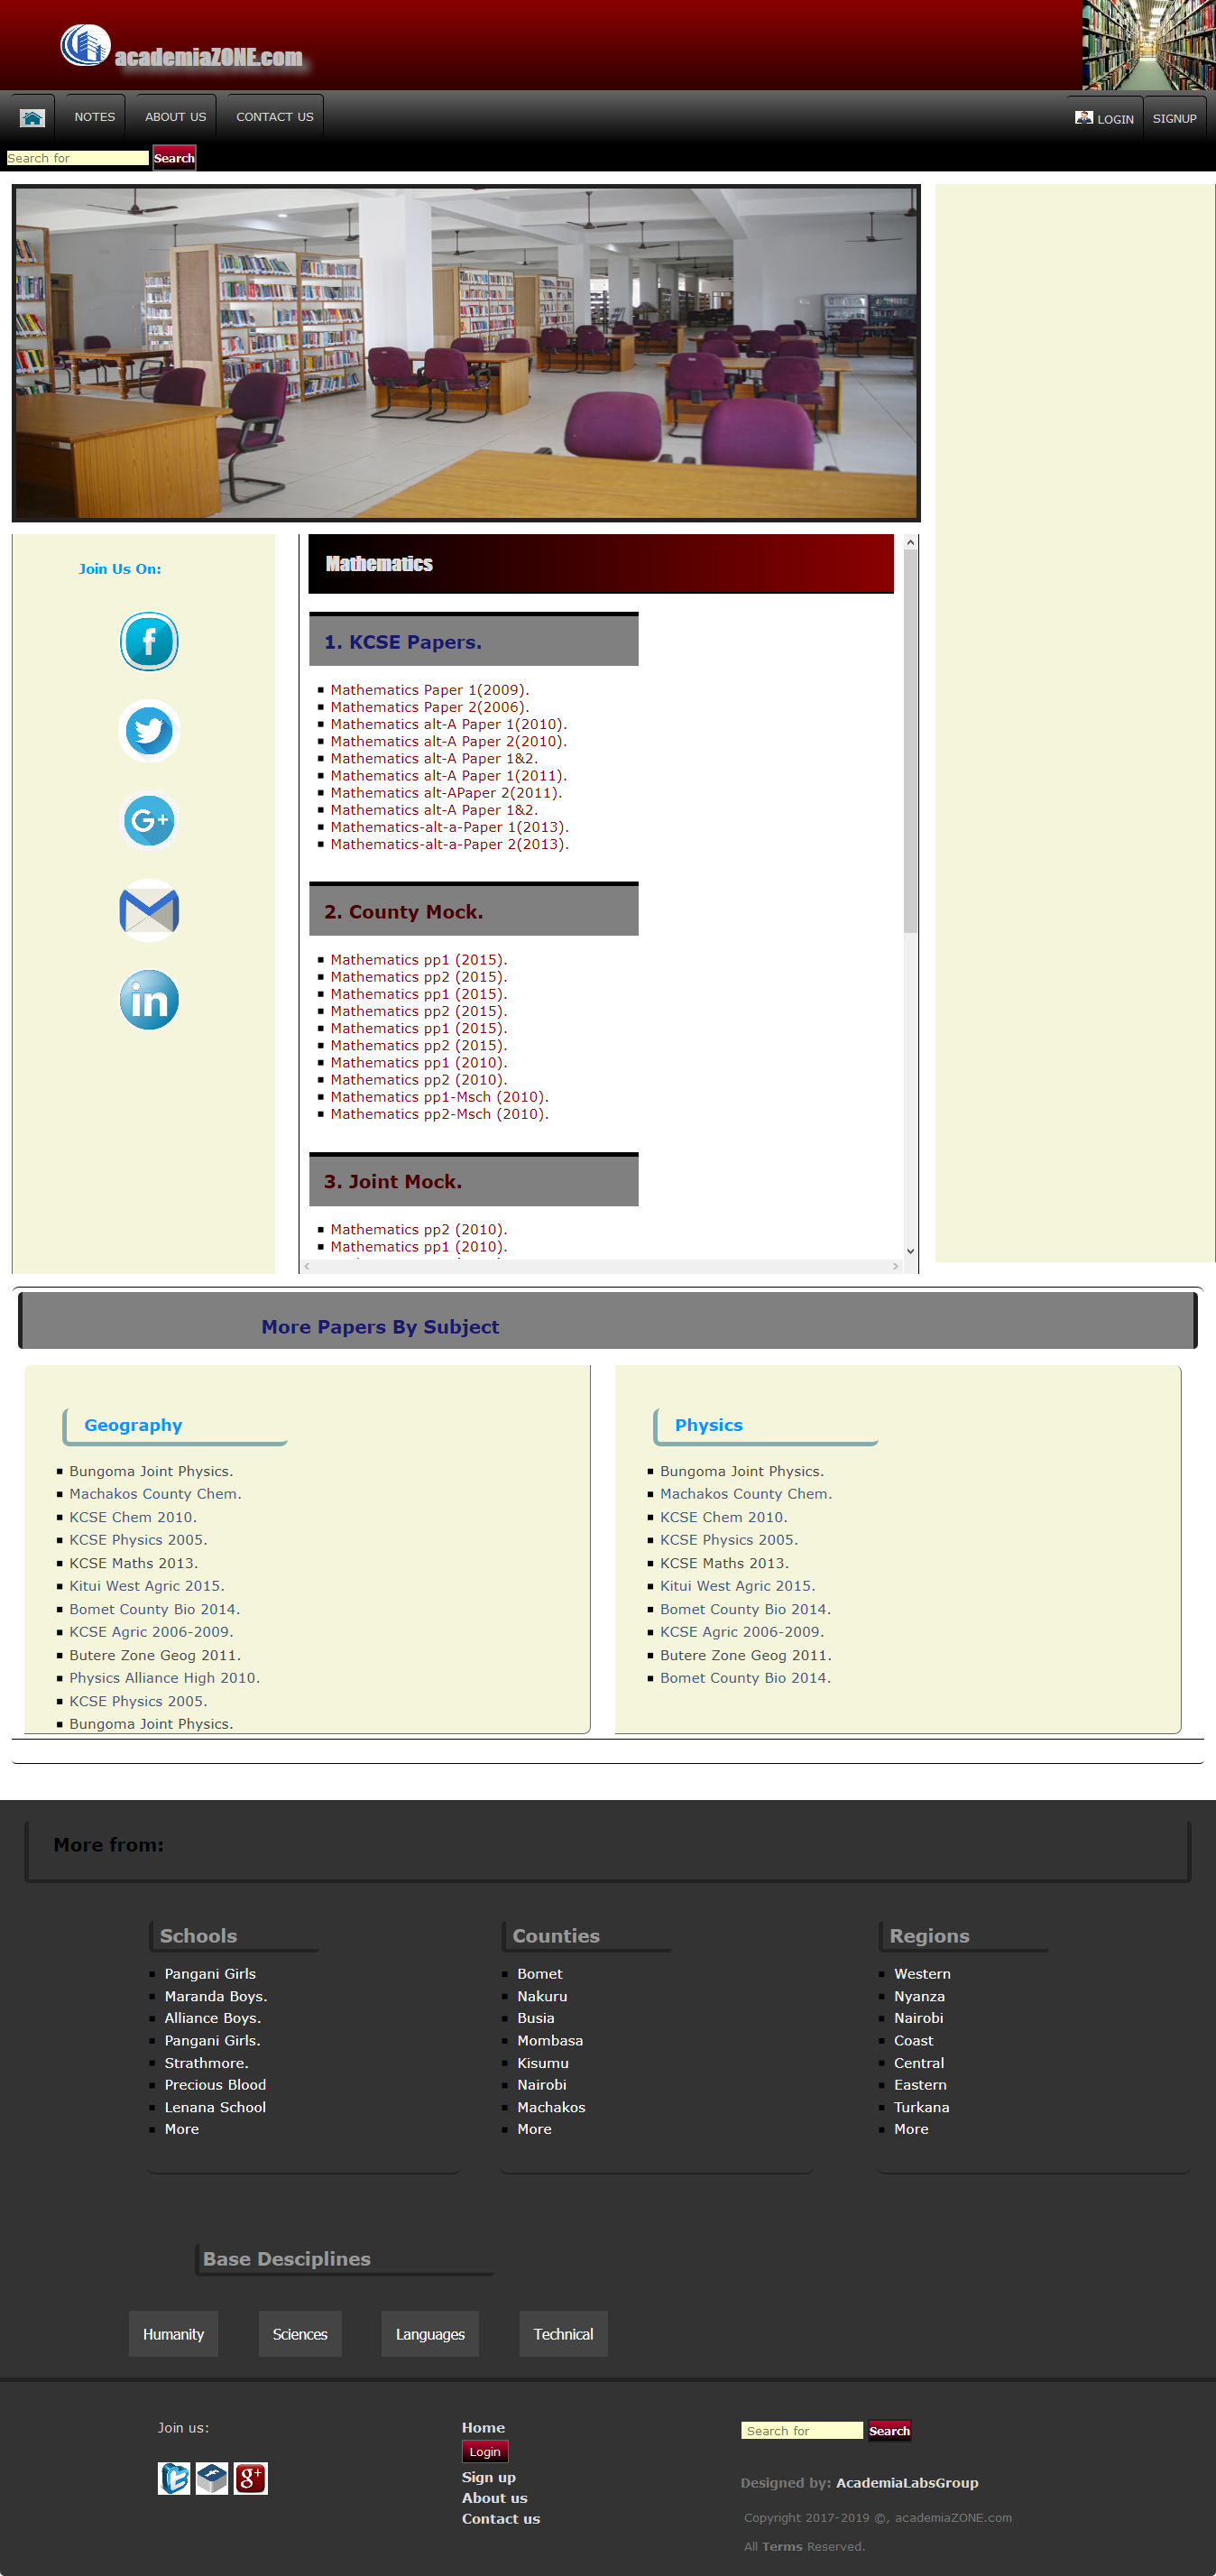 academiaZONE.com
NOTES
ABOUT US
CONTACT US
LOGIN
SIGNUP
Search for
Search
Join Us On:
Mathematics
1. KCSE Papers.
Mathematics Paper 1(2009).
Mathematics Paper 2(2006).
Mathematics alt-A Paper 1(2010).
Mathematics alt-A Paper 2(2010).
Mathematics alt-A Paper 1&2.
Mathematics alt-A Paper 1(2011).
Mathematics alt-APaper 2(2011).
Mathematics alt-A Paper 1&2.
Mathematics-alt-a-Paper 1(2013).
Mathematics-alt-a-Paper 2(2013).
2. County Mock.
Mathematics pp1 (2015).
Mathematics pp2 (2015).
Mathematics pp1 (2015).
Mathematics pp2 (2015).
Mathematics pp1 (2015).
Mathematics pp2 (2015).
Mathematics pp1 (2010).
Mathematics pp2 (2010).
Mathematics pp1-Msch (2010).
Mathematics pp2-Msch (2010).
3. Joint Mock.
Mathematics pp2 (2010).
Mathematics pp1 (2010).
More Papers By Subject
Geography
Bungoma Joint Physics.
Machakos County Chem.
KCSE Chem 2010.
KCSE Physics 2005.
KCSE Maths 2013.
Kitui West Agric 2015.
Bomet County Bio 2014.
KCSE Agric 2006-2009.
Butere Zone Geog 2011.
Physics Alliance High 2010.
KCSE Physics 2005.
Bungoma Joint Physics.
Physics
Bungoma Joint Physics.
Machakos County Chem.
KCSE Chem 2010.
KCSE Physics 2005.
KCSE Maths 2013.
Kitui West Agric 2015.
Bomet County Bio 2014.
KCSE Agric 2006-2009.
Butere Zone Geog 2011.
Bomet County Bio 2014.
More from:
Schools
Pangani Girls
Maranda Boys.
Alliance Boys.
Pangani Girls.
Strathmore.
Precious Blood
Lenana School
More
Counties
Bomet
Nakuru
Busia
Mombasa
Kisumu
Nairobi
Machakos
More
Regions
Western
Nyanza
Nairobi
Coast
Central
Eastern
Turkana
More
Base Desciplines
Humanity
Sciences
Languages
Technical
Join us:
Home
Login
Sign up
About us
Contact us
Search for
Search
Designed by: AcademiaLabsGroup
Copyright 2017-2019 ©, academiaZONE.com
All Terms Reserved.